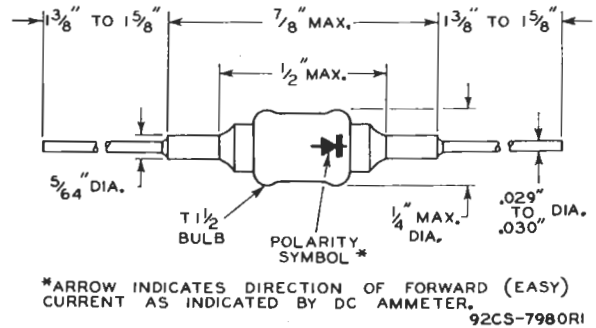 1 3/8" TO 1 5/8"
7/8" MAX.
1 3/8" TO 1 5/8"
1/2" MAX.
5/64" DIA.
T1 1/2
BULB
POLARITY
SYMBOL*
1/4" MAX.
DIA.
.029"
TO DIA.
.030"
*ARROW INDICATES DIRECTION OF FORWARD (EASY)
CURRENT AS INDICATED BY DC AMMETER.
92CS-7980R1